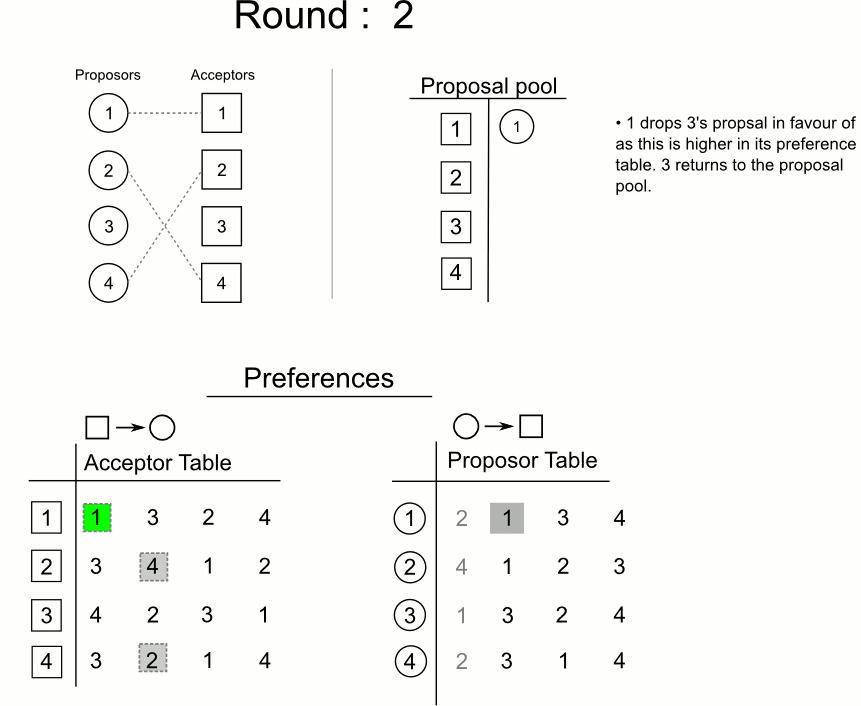 Round : 2
Proposors Acceptors
1 1
2 2
3 3
4 4
Proposal pool
1 1
2
3
4
• 1 drops 3's propsal in favour of
as this is higher in its preference
table. 3 returns to the proposal
pool.
Preferences
Acceptor Table
1 1 3 2 4
2 3 4 1 2
3 4 2 3 1
4 3 2 1 4
Proposor Table
1 2 1 3 4
2 4 1 2 3
3 1 3 2 4
4 2 3 1 4